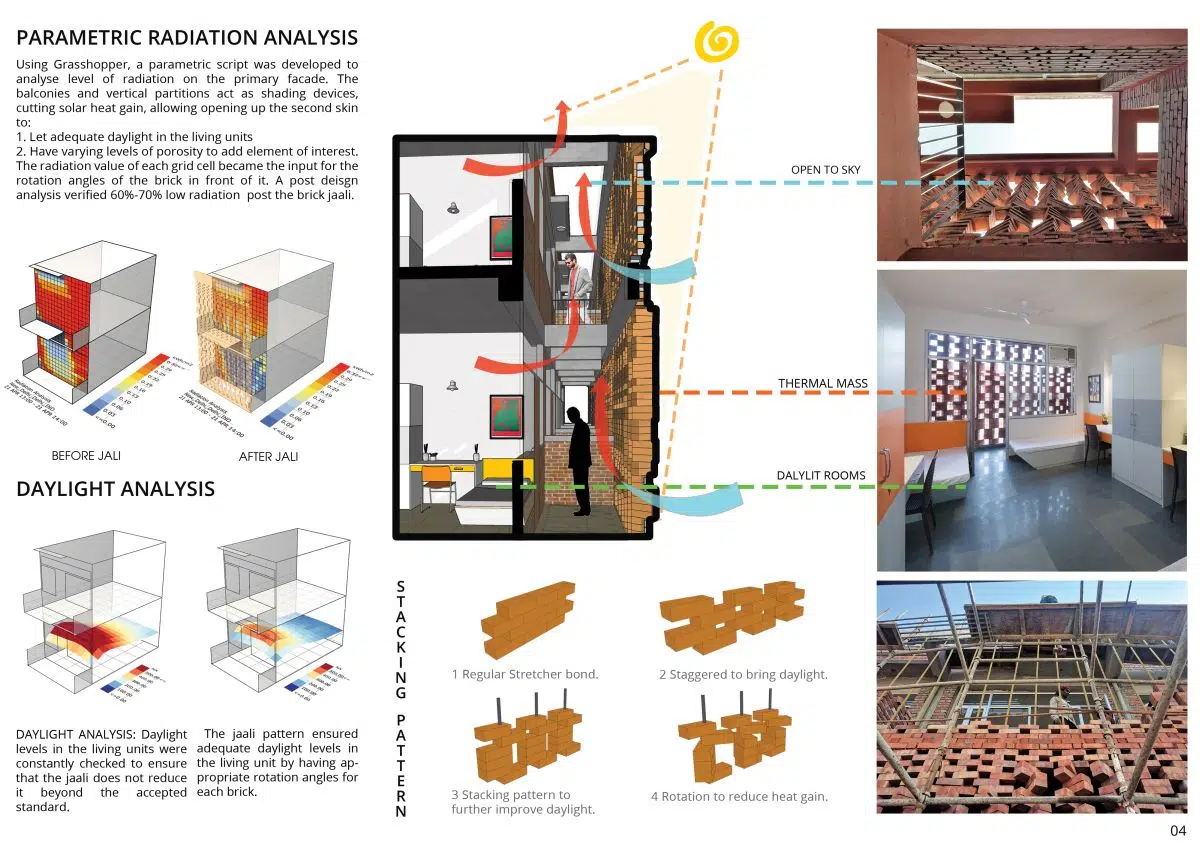 PARAMETRIC RADIATION ANALYSIS
Using Grasshopper, a parametric script was developed to
analyse level of radiation on the primary facade. The
balconies and vertical partitions act as shading devices,
cutting solar heat gain, allowing opening up the second skin
to:
1. Let adequate daylight in the living units
2. Have varying levels of porosity to add element of interest.
The radiation value of each grid cell became the input for the
rotation angles of the brick in front of it. A post deisgn
analysis verified 60%-70% low radiation post the brick jaali.
BEFORE JALI
AFTER JALI
DAYLIGHT ANALYSIS
DAYLIGHT ANALYSIS: Daylight
levels in the living units were
constantly checked to ensure
that the jaali does not reduce
it beyond the accepted
standard.
The jaali pattern ensured
adequate daylight levels in
the living unit by having ap-
propriate rotation angles for
each brick.
OPEN TO SKY
THERMAL MASS
DALYLIT ROOMS
STACKING PATTERN
1 Regular Stretcher bond.
2 Staggered to bring daylight.
3 Stacking pattern to
further improve daylight.
4 Rotation to reduce heat gain.
04